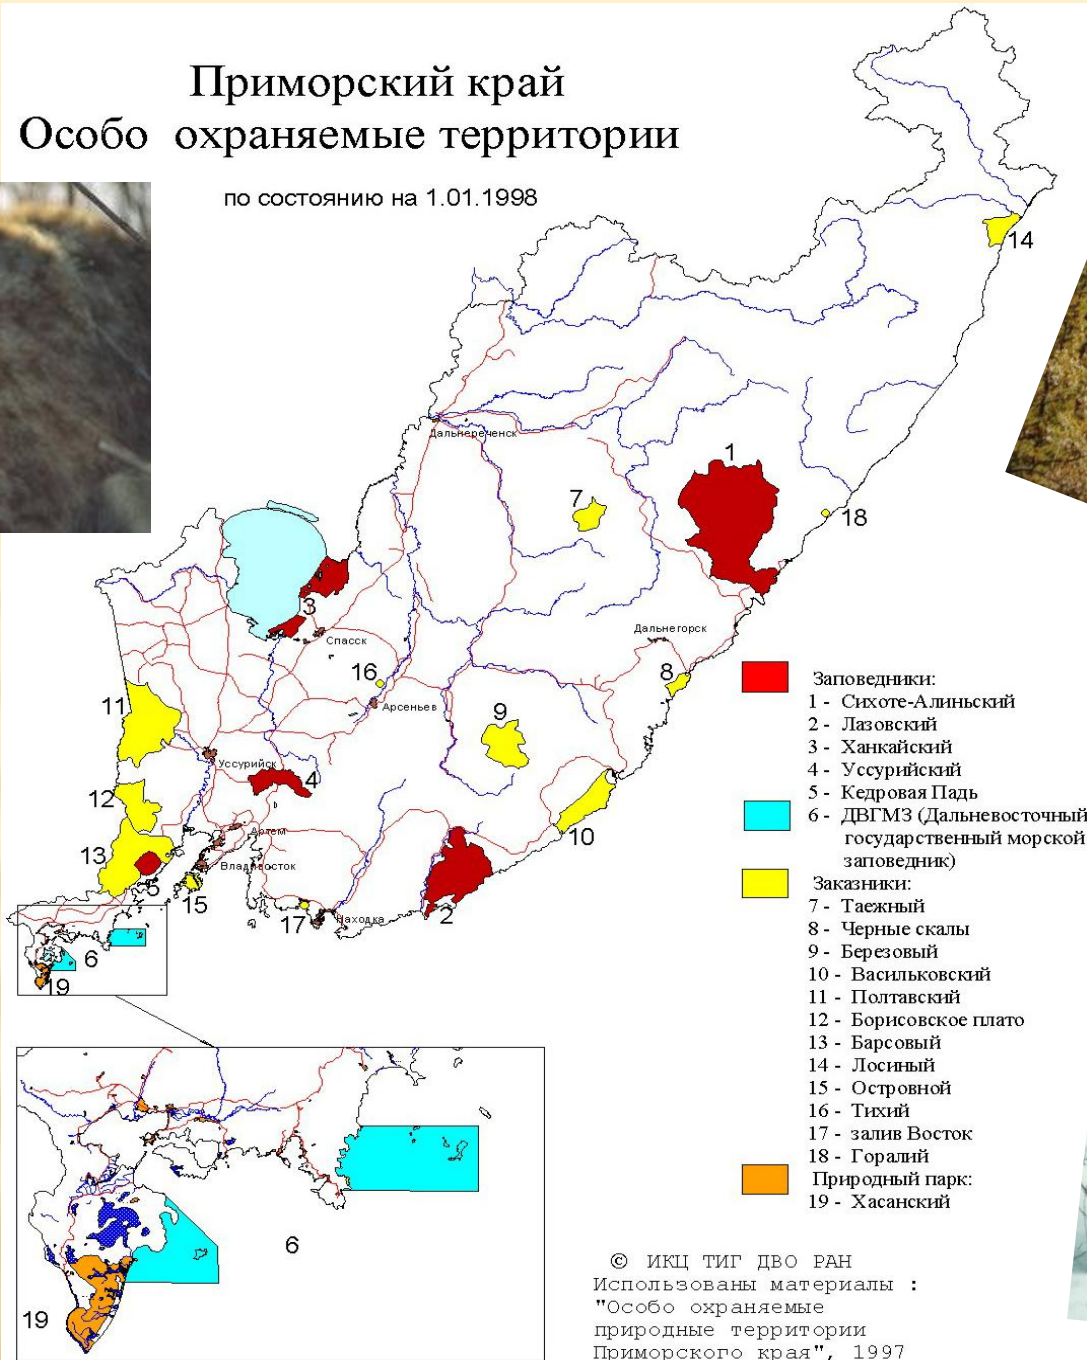 Приморский край
Особо охраняемые территории
по состоянию на 1.01.1998
14
Дальнереченск
1
7
18
3
Спасск
Дальнегорск
16
8
11
Арсеньев
9
Уссурийск
4
12
10
Артем
13
Владивосток
5
15
17
Находка
2
6
19
Заповедники:
1 - Сихоте-Алиньский
2 - Лазовский
3 - Ханкайский
4 - Уссурийский
5 - Кедровая Падь
6 - ДВГМЗ (Дальневосточный
государственный морской
заповедник)
Заказники:
7 - Таежный
8 - Черные скалы
9 - Березовый
10 - Васильковский
11 - Полтавский
12 - Борисовское плато
13 - Барсовый
14 - Лосиный
15 - Островной
16 - Тихий
17 - залив Восток
18 - Горалий
Природный парк:
19 - Хасанский
6
19
© ИКЦ ТИГ ДВО РАН
Использованы материалы :
"Особо охраняемые
природные территории
Приморского края", 1997